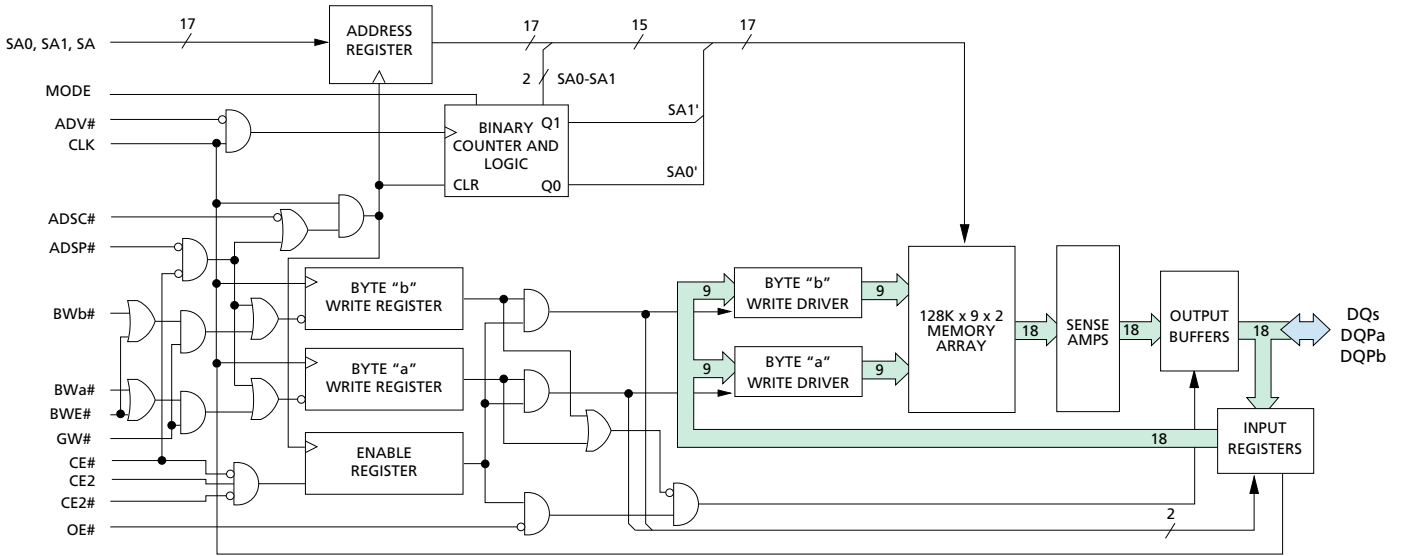 17
17
15
17
SA0, SA1, SA
ADDRESS
REGISTER
2
SA0-SA1
MODE
ADV#
CLK
BINARY
COUNTER AND
LOGIC
Q1
SA1'
CLR
Q0
SA0'
ADSC#
ADSP#
BYTE “b”
WRITE REGISTER
9
BYTE “b”
WRITE DRIVER
9
BWb#
128K x 9 x 2
MEMORY
ARRAY
18
SENSE
AMPS
18
OUTPUT
BUFFERS
18
DQs
DQPa
DQPb
BYTE “a”
WRITE REGISTER
9
BYTE “a”
WRITE DRIVER
9
BWa#
BWE#
GW#
CE#
CE2
CE2#
ENABLE
REGISTER
18
INPUT
REGISTERS
OE#
2